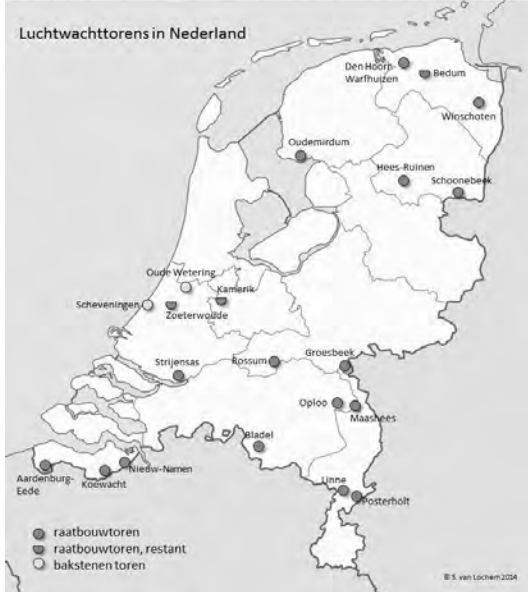 Luchtwachttorens in Nederland
Den Hoorn-
Warfhuizen
Bedum
Winschoten
Oudemirdum
Hees-Ruinen
Schoonebeek
Oude Wetering
Kamerik
Scheveningen
Zoeterwoude
Strijensas
Rossum
Groesbeek
Oploo
Maashees
Bladel
Nieuw-Namen
Aardenburg-
Eede
Koewacht
Linne
Posterholt
raatbouwtoren
raatbouwtoren, restant
bakstenen toren
© S. van Lochem 2014